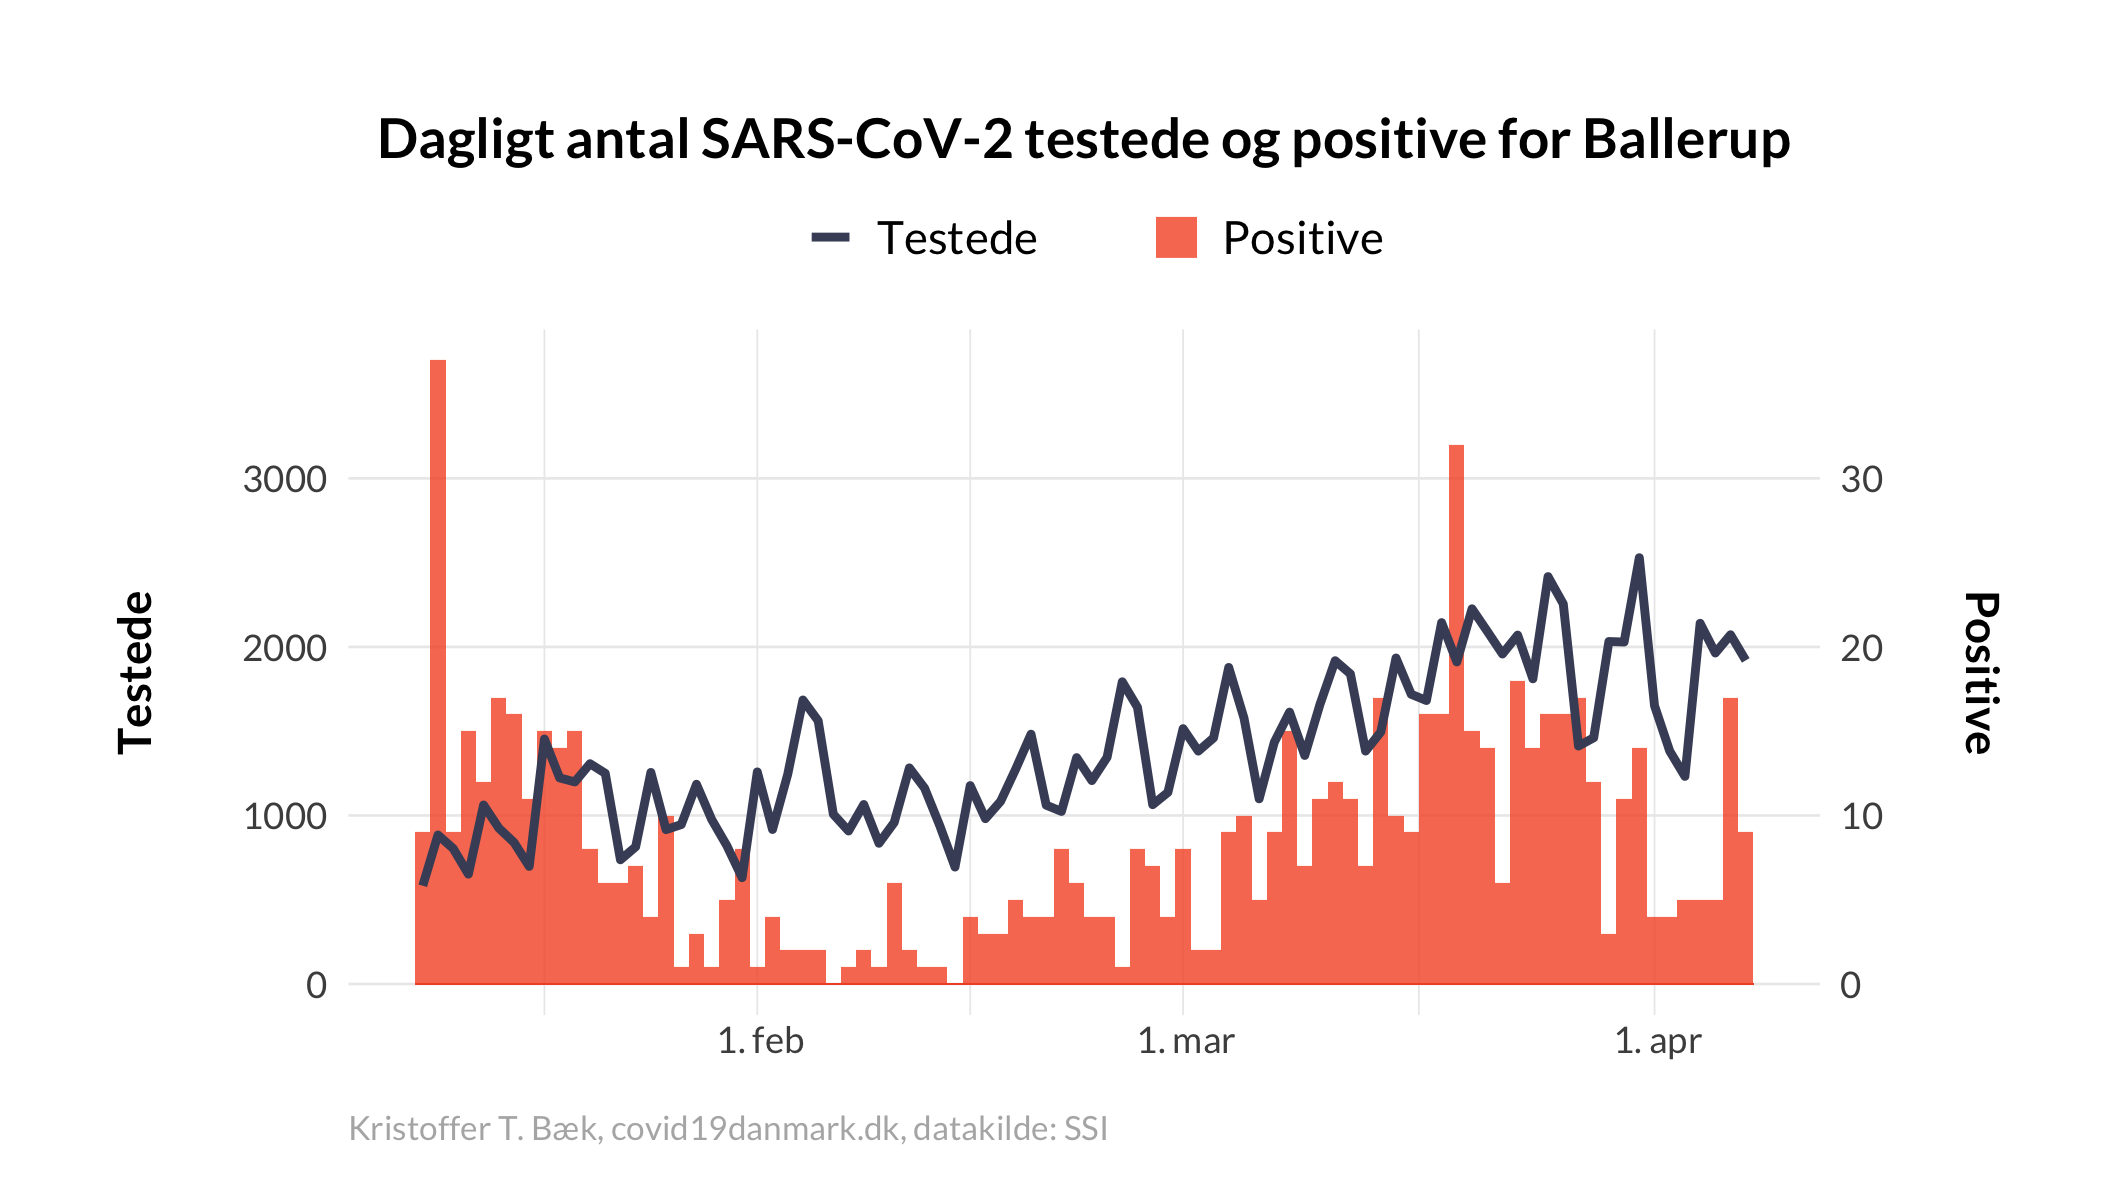 Dagligt antal SARS-CoV-2 testede og positive for Ballerup
Testede
Positive
3000
2000
1000
0
30
20
10
0
Testede
Positive
1. feb
1. mar
1. apr
Kristoffer T. Bæk, covid19danmark.dk, datakilde: SSI